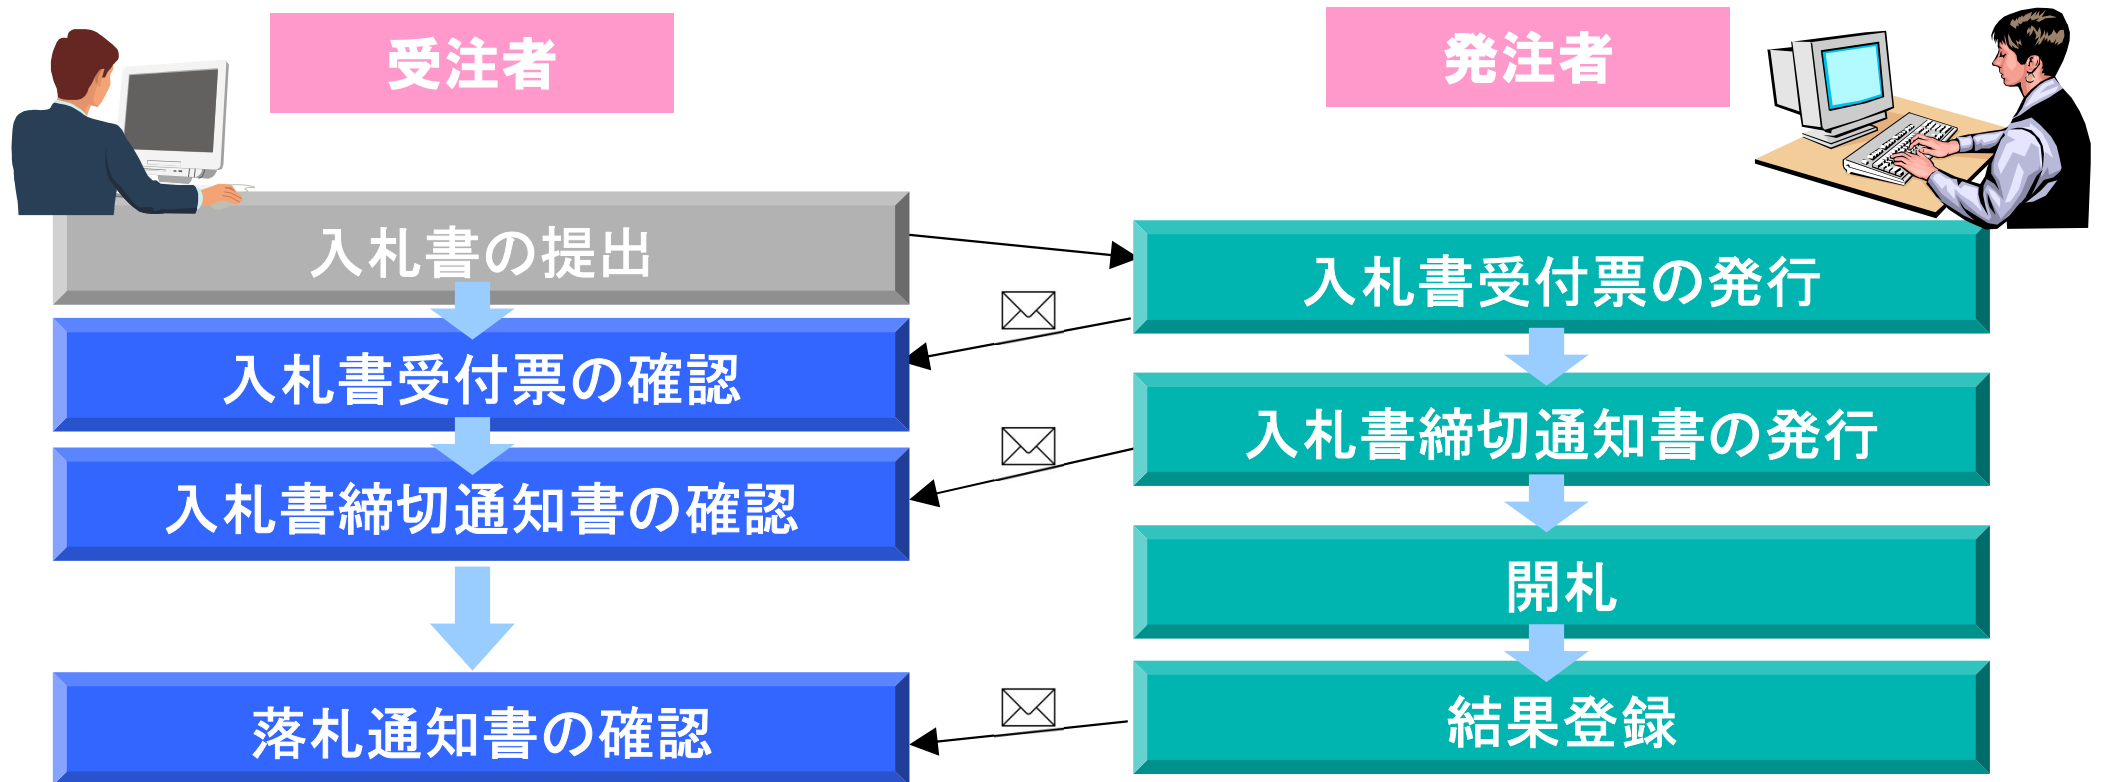 受注者
発注者
入札書の提出
入札書受付票の確認
入札書締切通知書の確認
落札通知書の確認
入札書受付票の発行
入札書締切通知書の発行
開札
結果登録